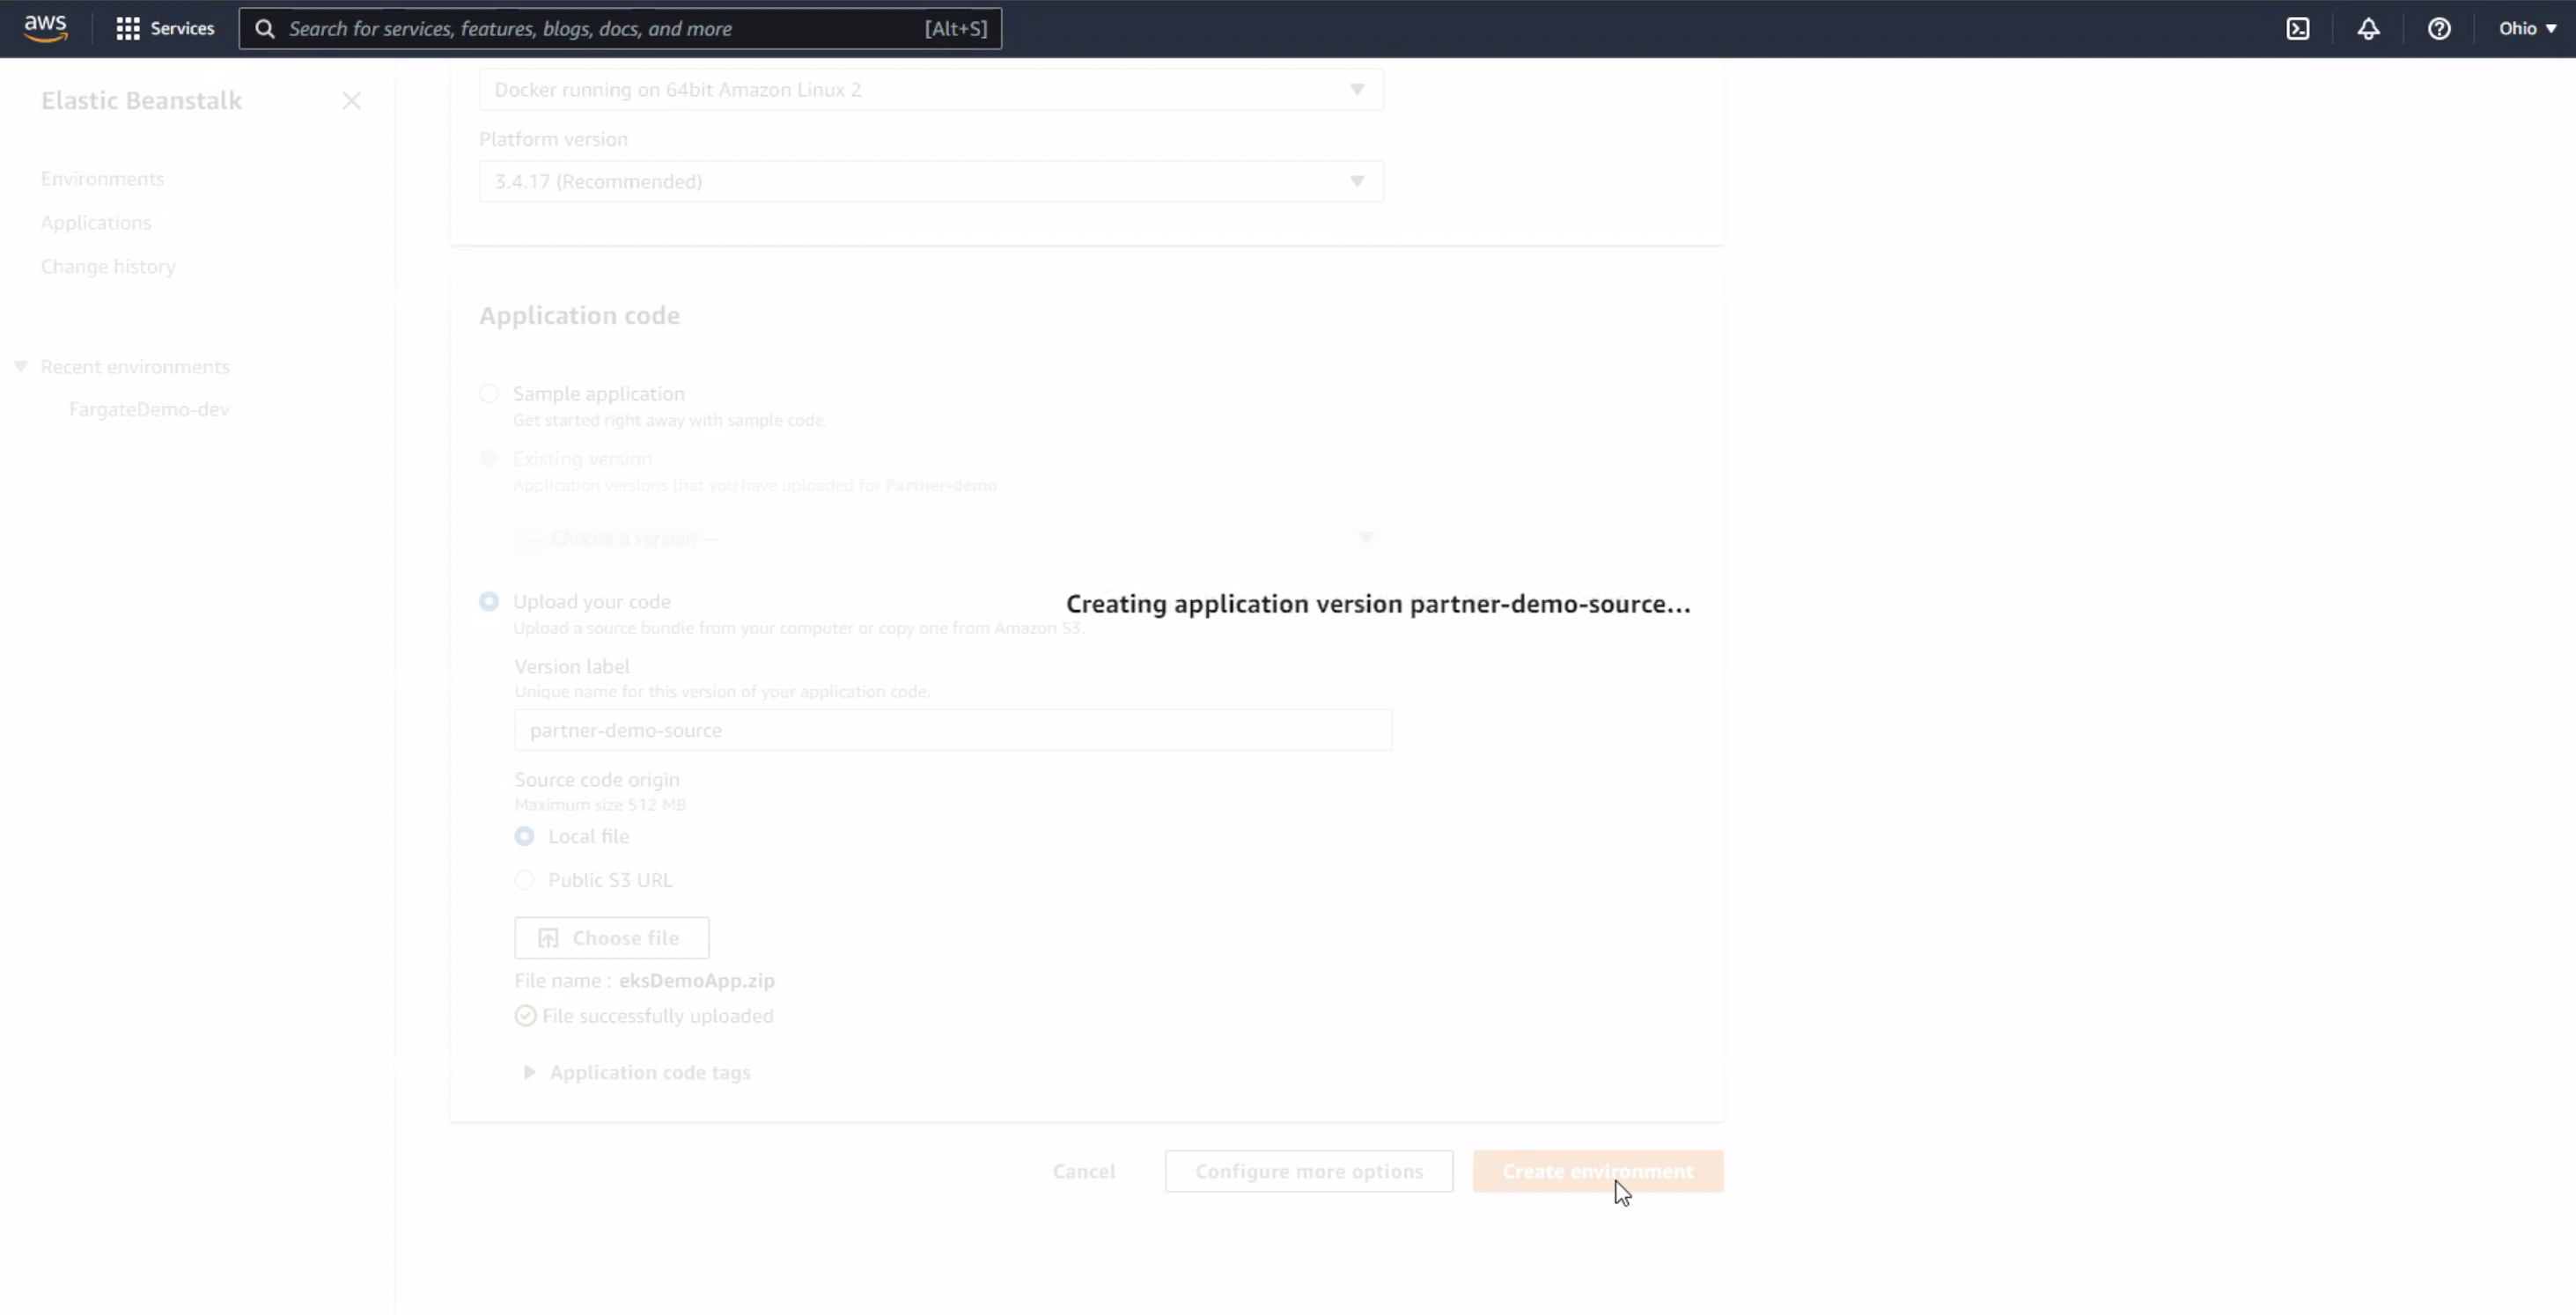 aws
Services
Search for services, features, blogs, docs, and more
[Alt+S]
Ohio
Elastic Beanstalk
Environments
Applications
Change history
Recent environments
FargateDemo-dev
Docker running on 64bit Amazon Linux 2
Platform version
3.4.17 (Recommended)
Application code
Sample application
Get started right away with sample code.
Existing version
Application versions that you have uploaded for Partner-demo.
-- Choose a version --
Upload your code
Upload a source bundle from your computer or copy one from Amazon S3.
Creating application version partner-demo-source...
Version label
Unique name for this version of your application code.
partner-demo-source
Source code origin
Maximum size 512 MB
Local file
Public S3 URL
Choose file
File name : eksDemoApp.zip
File successfully uploaded
Application code tags
Cancel
Configure more options
Create environment